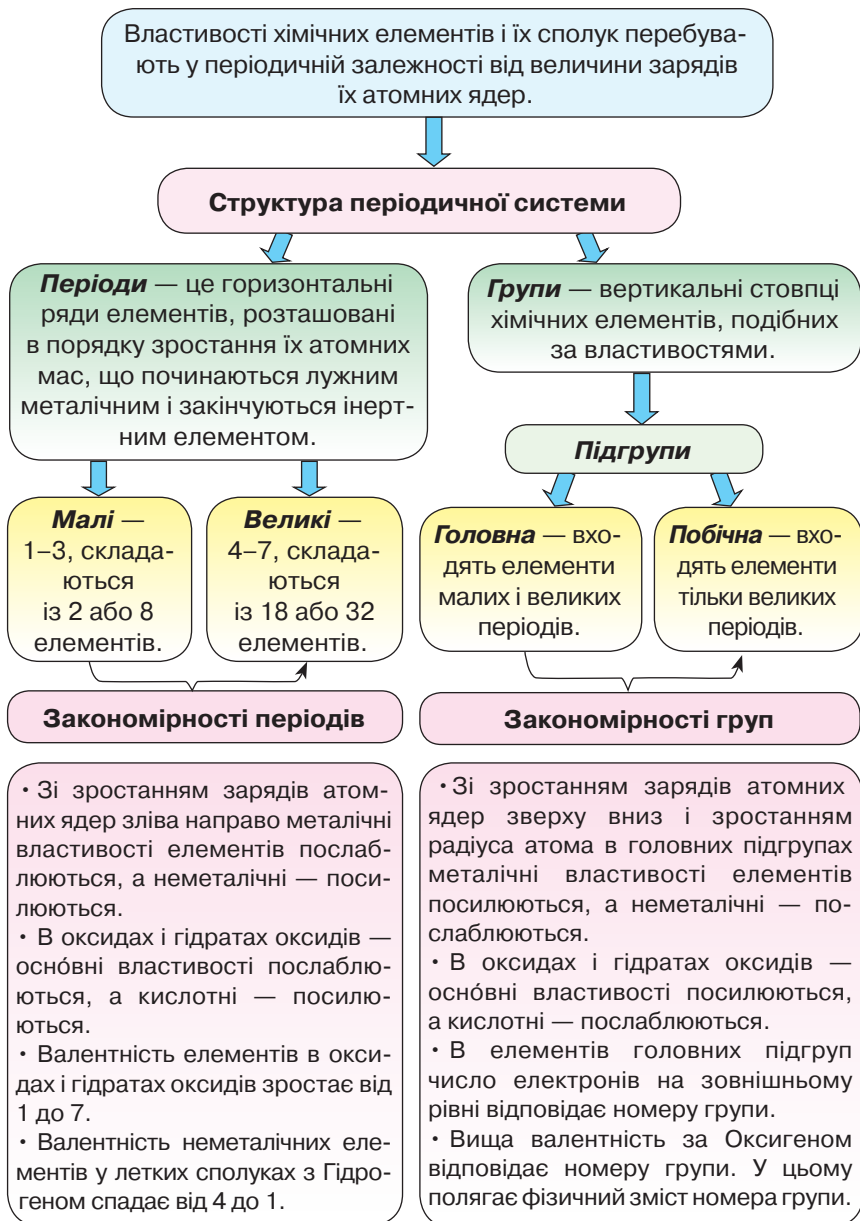 Властивості хімічних елементів і їх сполук перебува-
ють у періодичній залежності від величини зарядів
їх атомних ядер.
Структура періодичної системи
Періоди — це горизонтальні
ряди елементів, розташовані
в порядку зростання їх атомних
мас, що починаються лужним
металічним і закінчуються інерт-
ним елементом.
Групи — вертикальні стовпці
хімічних елементів, подібних
за властивостями.
Підгрупи
Малі —
1–3, склада-
ються
із 2 або 8
елементів.
Великі —
4–7, склада-
ються
із 18 або 32
елементів.
Головна — вхо-
дять елементи
малих і великих
періодів.
Побічна — вхо-
дять елементи
тільки великих
періодів.
Закономірності періодів
• Зі зростанням зарядів атом-
них ядер зліва направо металічні
властивості елементів послаб-
люються, а неметалічні — поси-
люються.
• В оксидах і гідратах оксидів —
осно́вні властивості послаблю-
ються, а кислотні — посилю-
ються.
• Валентність елементів в окси-
дах і гідратах оксидів зростає від
1 до 7.
• Валентність неметалічних еле-
ментів у летких сполуках з Гідро-
геном спадає від 4 до 1.
Закономірності груп
• Зі зростанням зарядів атомних
ядер зверху вниз і зростанням
радіуса атома в головних підгрупах
металічні властивості елементів
посилюються, а неметалічні — по-
слаблюються.
• В оксидах і гідратах оксидів —
осно́вні властивості посилюються,
а кислотні — послаблюються.
• В елементів головних підгруп
число електронів на зовнішньому
рівні відповідає номеру групи.
• Вища валентність за Оксигеном
відповідає номеру групи. У цьому
полягає фізичний зміст номера групи.